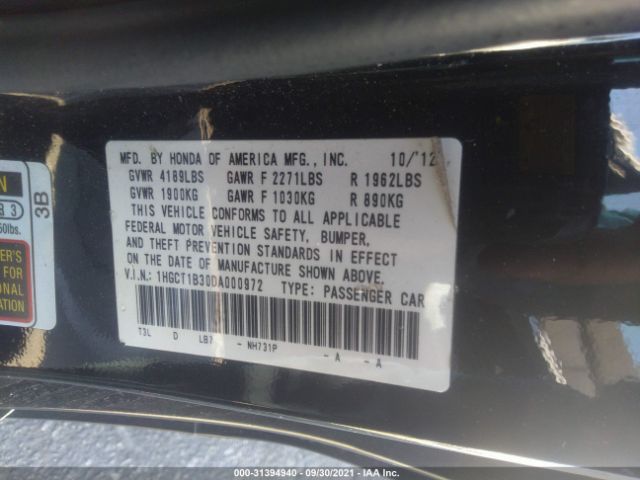 MFD. BY HONDA OF AMERICA MFG., INC. 10/'12
GVWR 4189LBS GAWR F 2271LBS R 1962LBS
GVWR 1900KG GAWR F 1030KG R 890KG
THIS VEHICLE CONFORMS TO ALL APPLICABLE
FEDERAL MOTOR VEHICLE SAFETY, BUMPER,
AND THEFT PREVENTION STANDARDS IN EFFECT
ON THE DATE OF MANUFACTURE SHOWN ABOVE.
V.I.N.: 1HGCT1B30DA000972 TYPE: PASSENGER CAR
T3L D LB7 - NH731P - A - A
3B
3
FOR
000-31394940 - 09/30/2021 - IAA Inc.